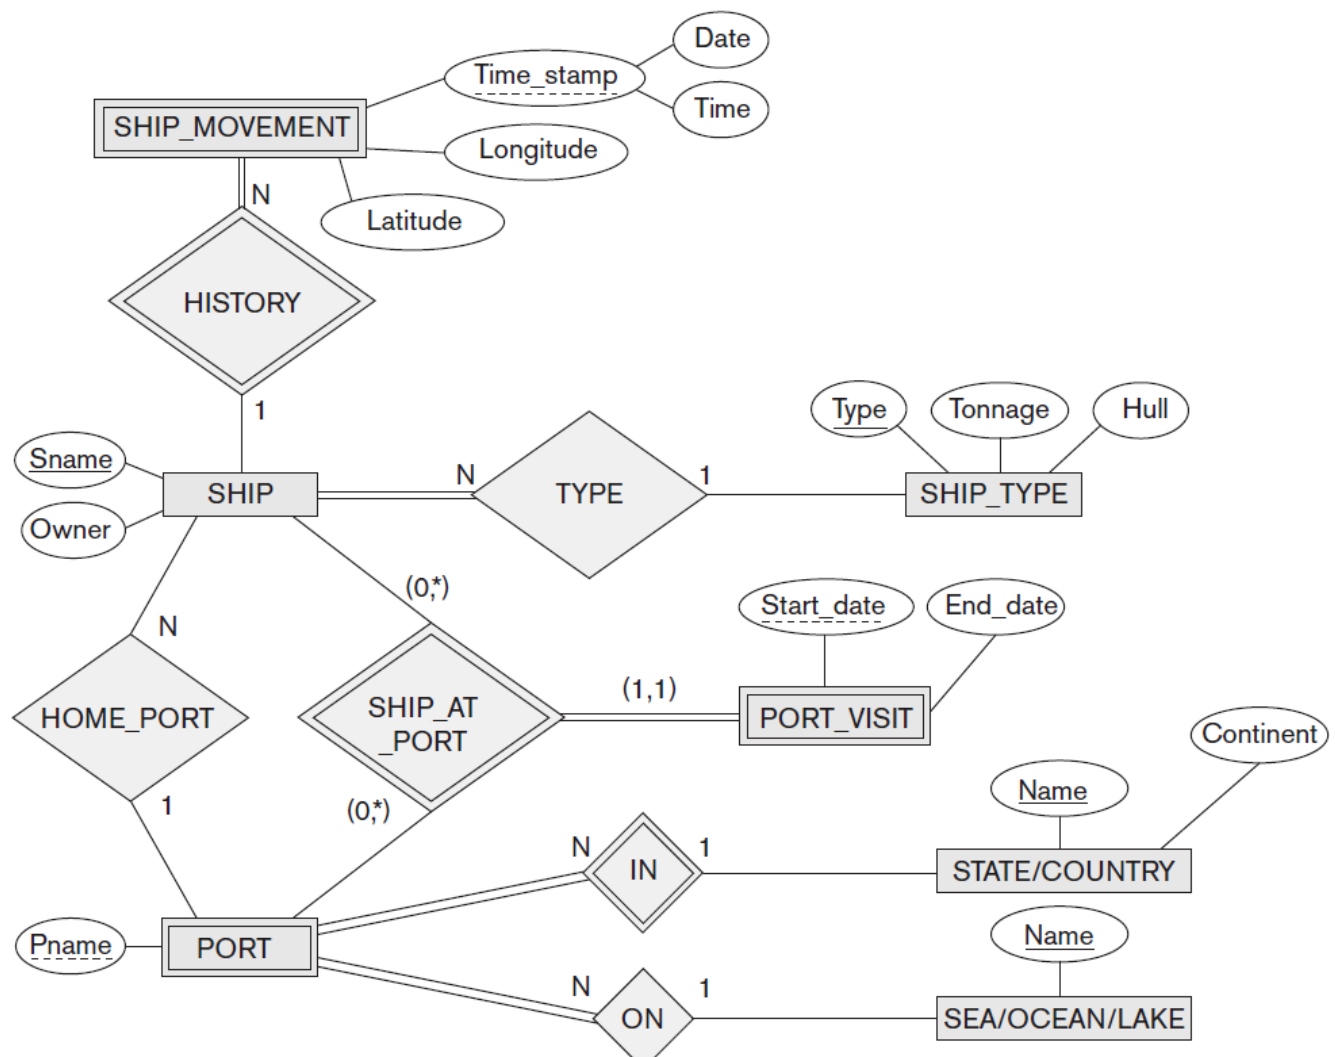 Date
Time_stamp
Time
SHIP_MOVEMENT
Longitude
N
Latitude
HISTORY
1
Type
Tonnage
Hull
Sname
N
1
SHIP
TYPE
SHIP_TYPE
Owner
(0,*)
Start_date
End_date
N
(1,1)
HOME_PORT
SHIP_AT
_PORT
PORT_VISIT
Continent
Name
1
(0,*)
N
1
IN
STATE/COUNTRY
Pname
PORT
Name
N
1
ON
SEA/OCEAN/LAKE